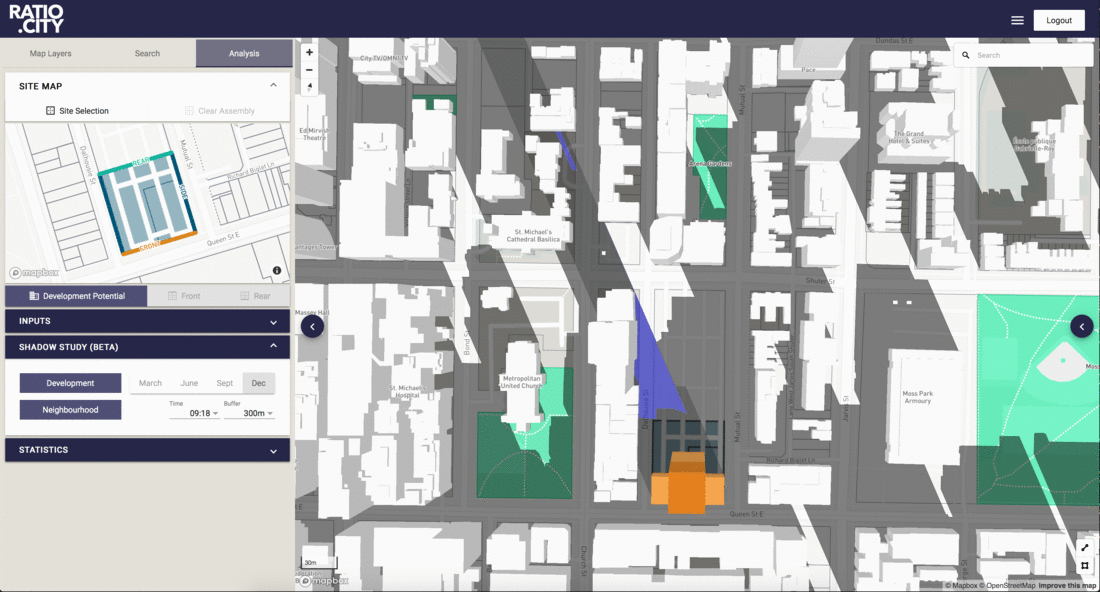 RATIO
.CITY
Logout
Map Layers
Search
Analysis
SITE MAP
Site Selection
Clear Assembly
Dalhousie St
Mutual St
REAR
SIDE
FRONT
Richard Bigley Ln
Queen St E
mapbox
Development Potential
Front
Rear
INPUTS
SHADOW STUDY (BETA)
Development
March
June
Sept
Dec
Neighbourhood
Time
09:18
Buffer
300m
STATISTICS
Search
Dundas St E
City TV/OMNI TV
Pace
Mutual St
Ed Mirvish
Theatre
The Grand
Hotel & Suites
École publique
Gabrielle-Roy
Arena Gardens
St. Michael's
Cathedral Basilica
antages Tower
Shuter St
Massey Hall
Bond St
Metropolitan
United Church
St. Michael's
Hospital
Dalhousie St
Mutual St
Jarvis St
Moss Park
Armoury
Moss
Richard Bigley Ln
Queen St E
Church St
30m
mapbox
© Mapbox © OpenStreetMap Improve this map